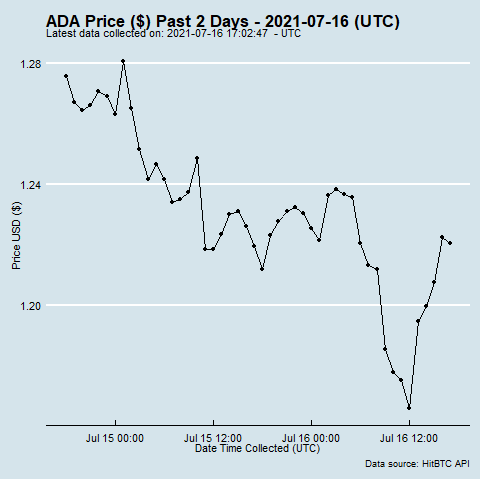 ADA Price ($) Past 2 Days - 2021-07-16 (UTC)
Latest data collected on: 2021-07-16 17:02:47 - UTC
1.28
1.24
1.20
Price USD ($)
Jul 15 00:00
Jul 15 12:00
Jul 16 00:00
Jul 16 12:00
Date Time Collected (UTC)
Data source: HitBTC API